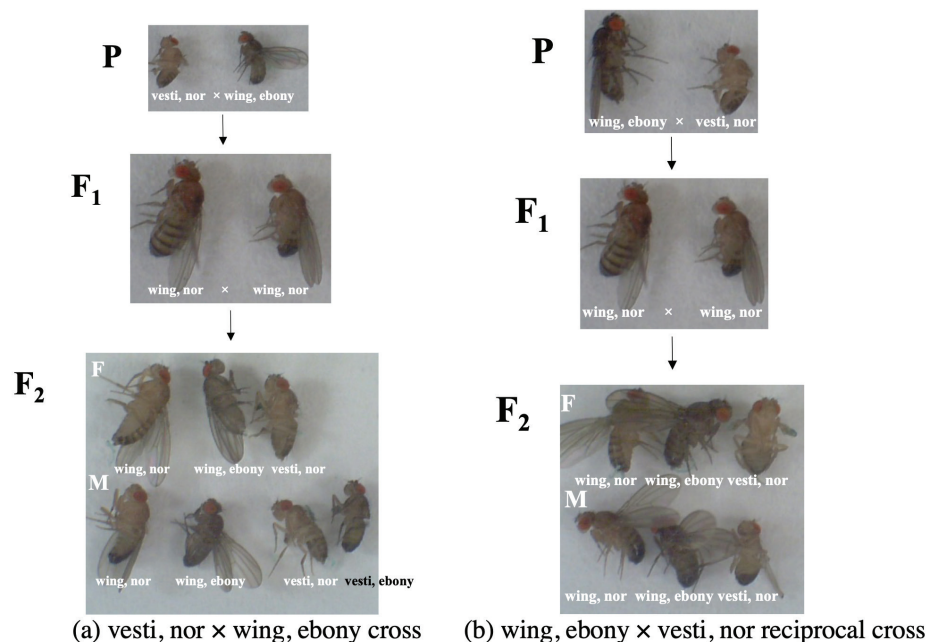 P
vesti, nor × wing, ebony
F1
wing, nor × wing, nor
F2
F
wing, nor wing, ebony vesti, nor
M
wing, nor wing, ebony vesti, nor vesti, ebony
(a) vesti, nor × wing, ebony cross
P
wing, ebony × vesti, nor
F1
wing, nor × wing, nor
F2
F
wing, nor wing, ebony vesti, nor
M
wing, nor wing, ebony vesti, nor
(b) wing, ebony × vesti, nor reciprocal cross